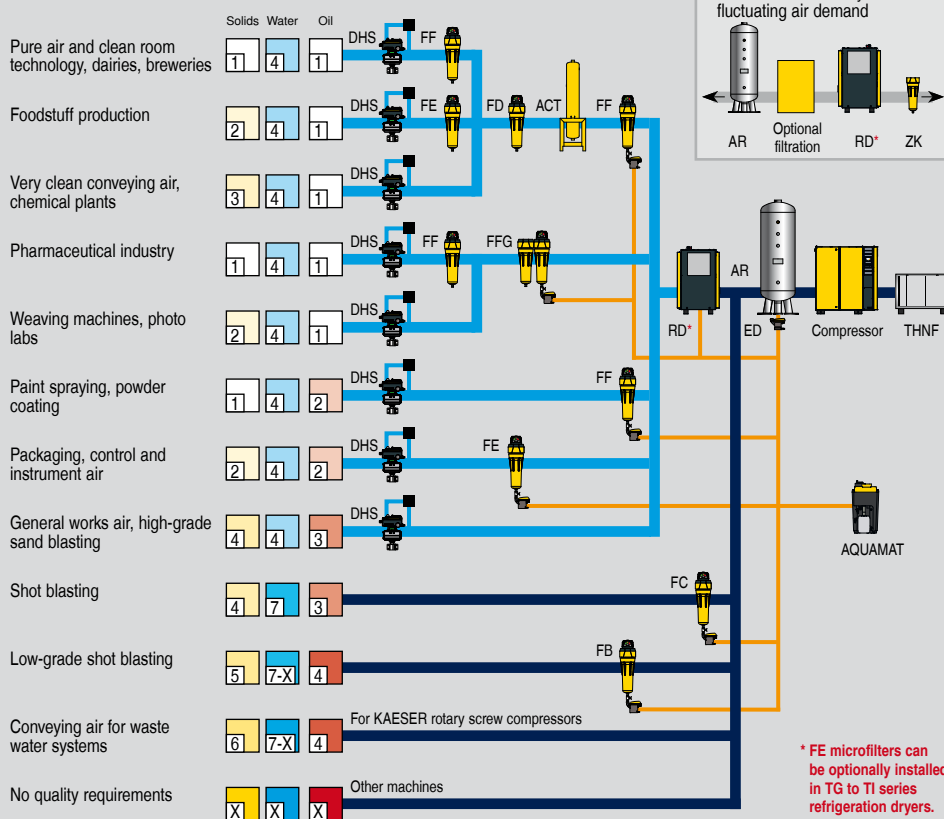 fluctuating air demand
AR Optional filtration RD* ZK
Solids Water Oil
Pure air and clean room
technology, dairies, breweries
1 4 1 DHS FF
Foodstuff production
2 4 1 DHS FE FD ACT FF
Very clean conveying air,
chemical plants
3 4 1 DHS
Pharmaceutical industry
1 4 1 DHS FF FFG
AR
RD* ED Compressor THNF
Weaving machines, photo
labs
2 4 1 DHS
Paint spraying, powder
coating
1 4 2 DHS FF
Packaging, control and
instrument air
2 4 2 DHS FE
General works air, high-grade
sand blasting
4 4 3 DHS
AQUAMAT
Shot blasting
4 7 3 FC
Low-grade shot blasting
5 7-X 4 FB
Conveying air for waste
water systems
6 7-X 4 For KAESER rotary screw compressors
No quality requirements
X X X Other machines
* FE microfilters can
be optionally installed
in TG to TI series
refrigeration dryers.